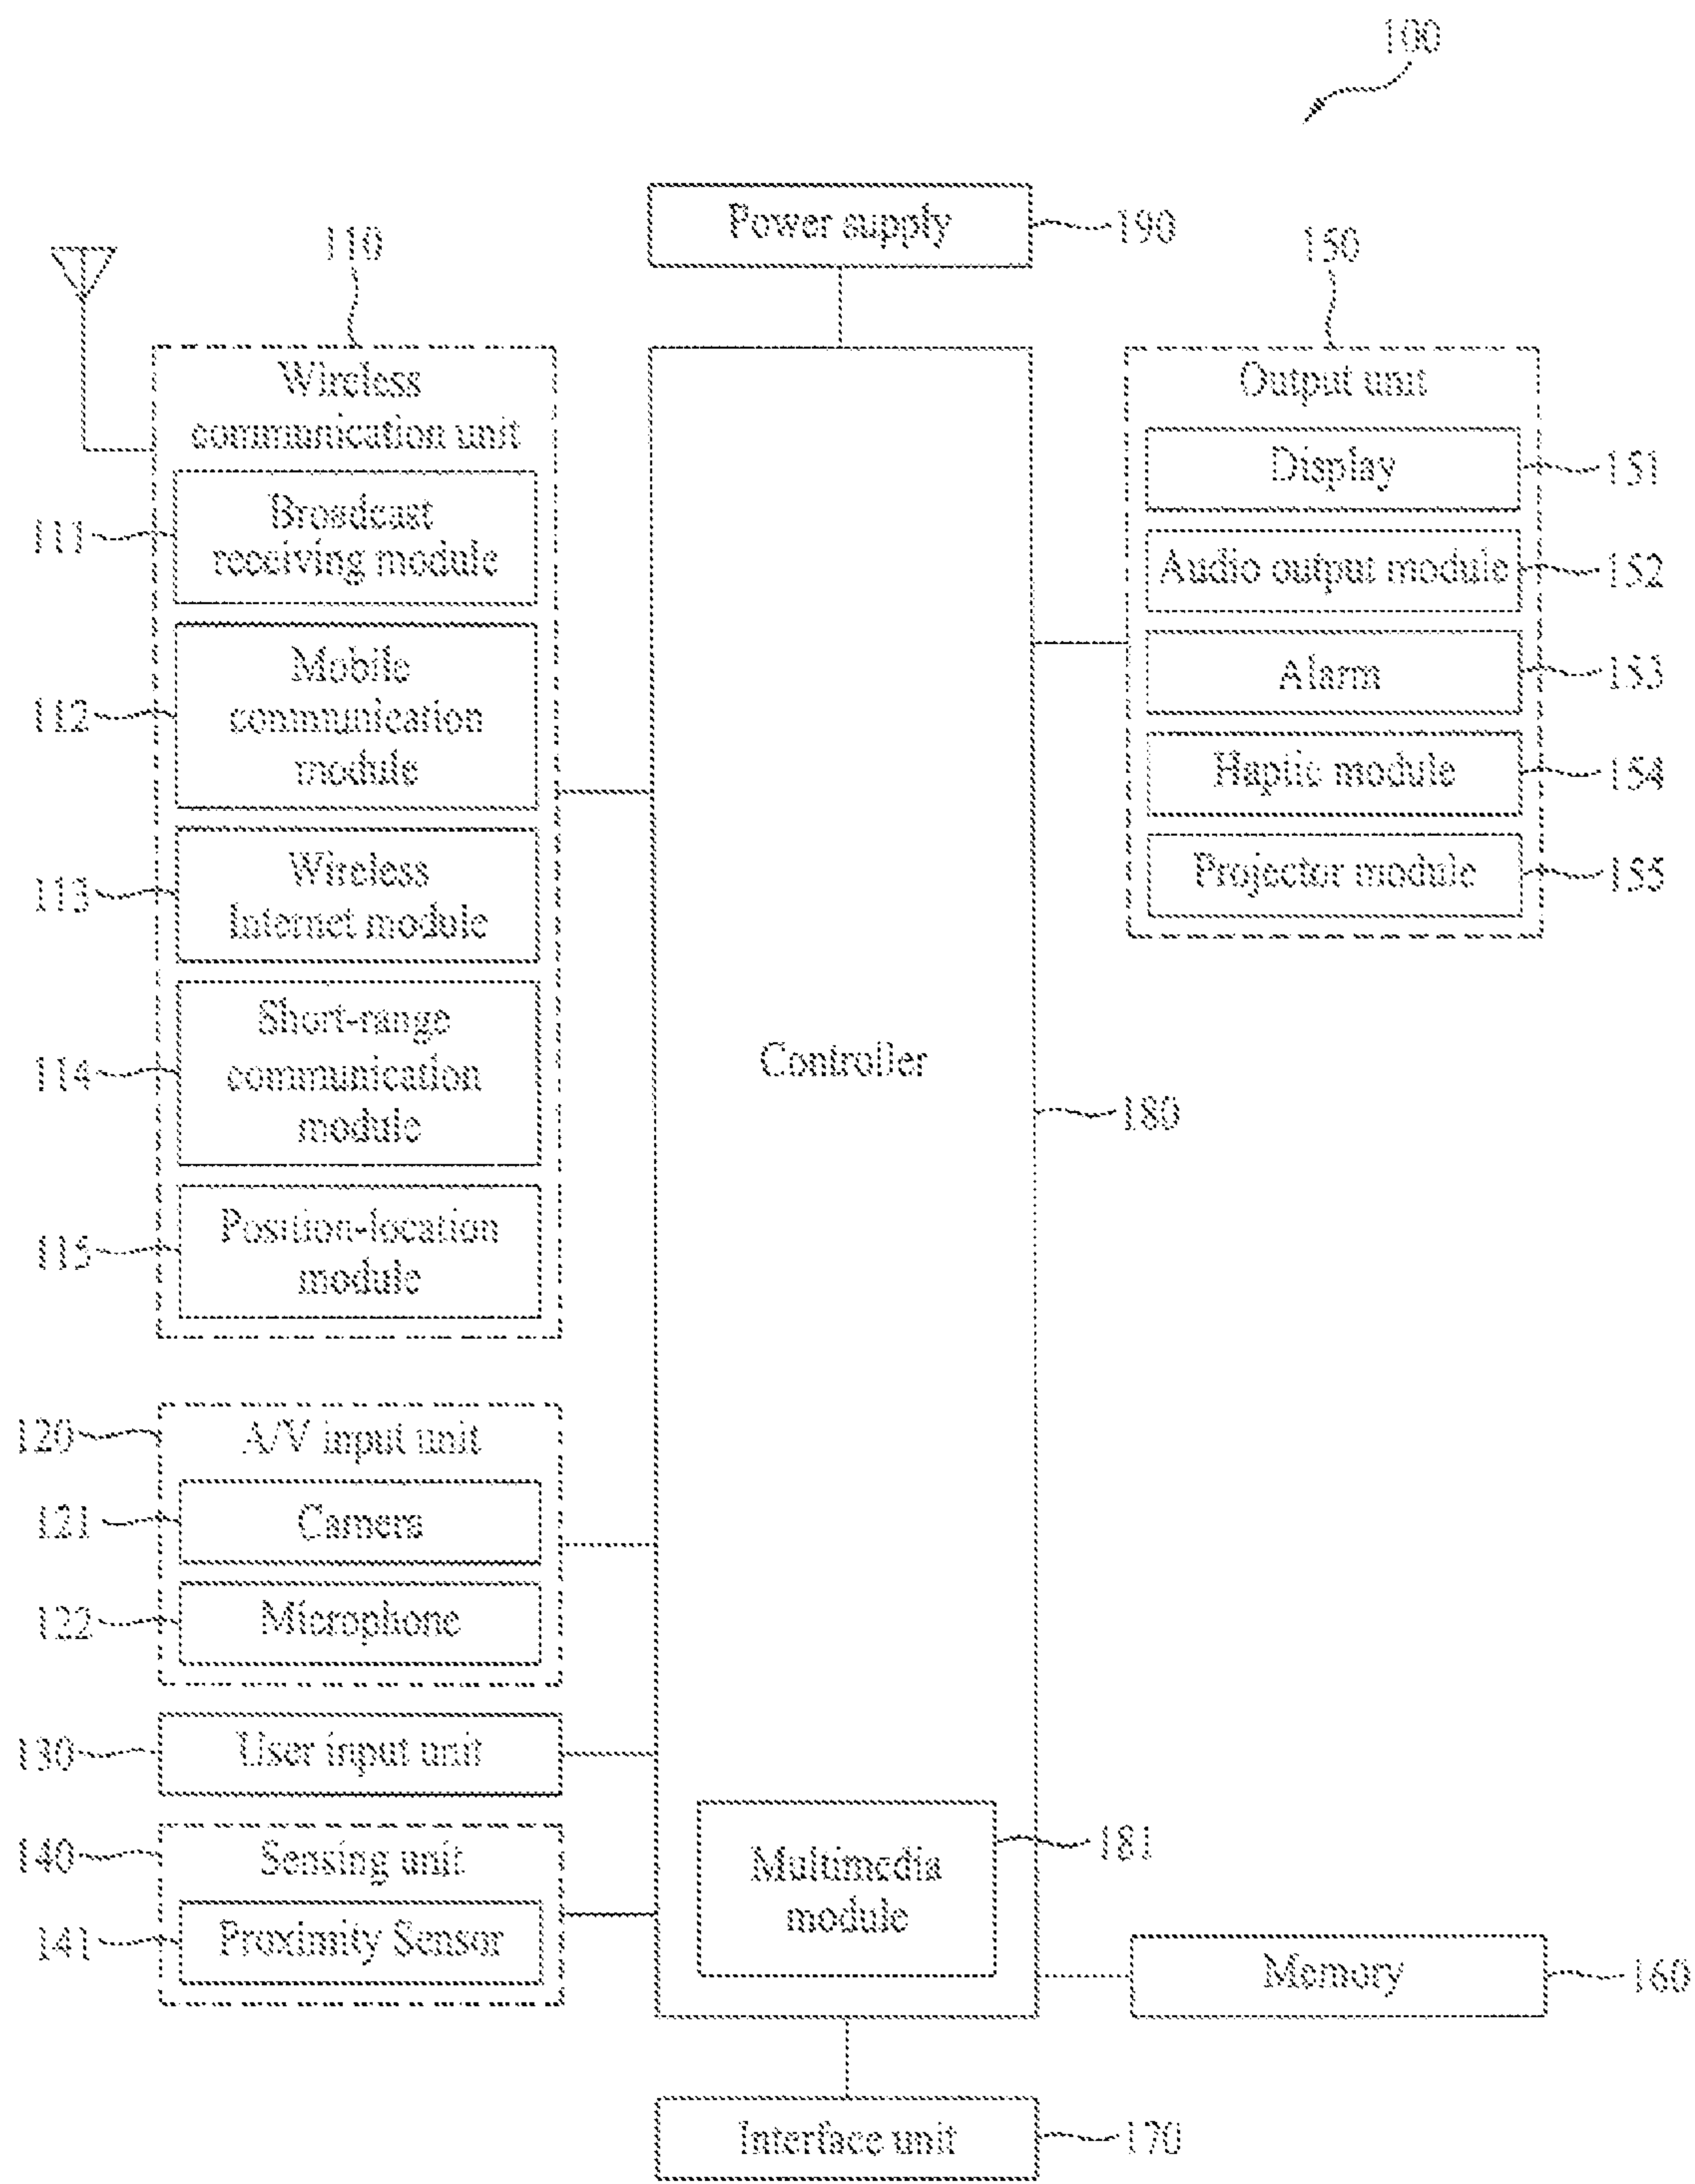 100
Power supply
190
110
Wireless
communication unit
111
Broadcast
receiving module
112
Mobile
communication
module
113
Wireless
Internet module
114
Short-range
communication
module
115
Position-location
module
120
A/V input unit
121
Camera
122
Microphone
130
User input unit
140
Sensing unit
141
Proximity Sensor
Controller
180
Multimedia
module
181
150
Output unit
Display
151
Audio output module
152
Alarm
153
Haptic module
154
Projector module
155
Memory
160
Interface unit
170